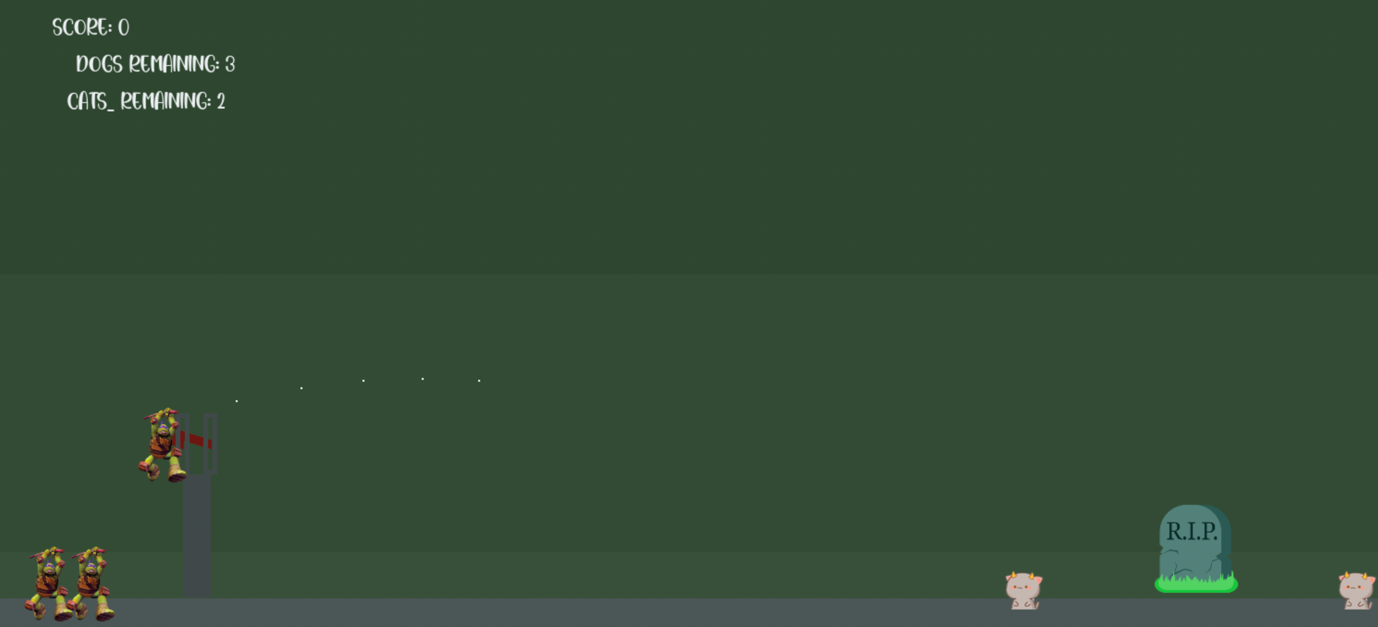 SCORE: 0
DOGS REMAINING: 3
CATS_ REMAINING: 2
R.I.P.